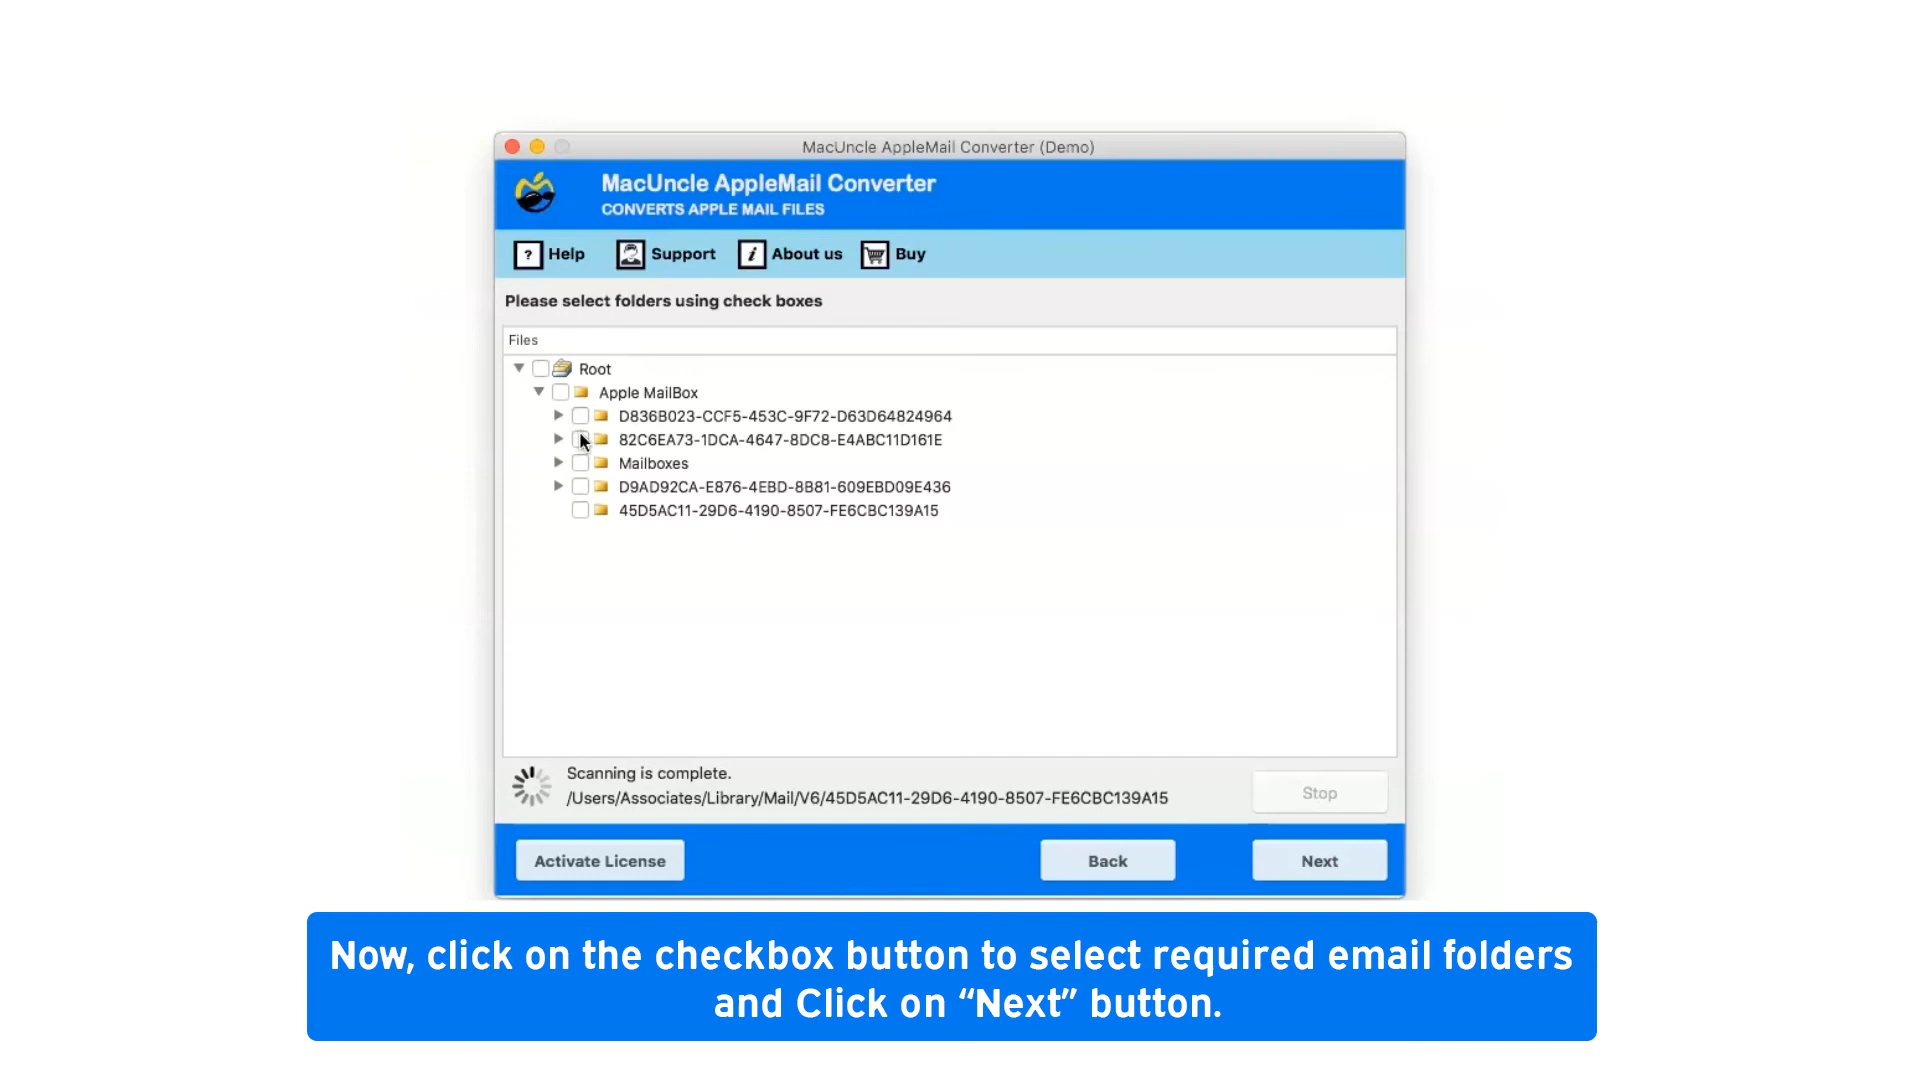 MacUncle AppleMail Converter (Demo)
MacUncle AppleMail Converter
CONVERTS APPLE MAIL FILES
? Help Support i About us Buy
Please select folders using check boxes
Files
Root
Apple MailBox
D836B023-CCF5-453C-9F72-D63D64824964
82C6EA73-1DCA-4647-8DC8-E4ABC11D161E
Mailboxes
D9AD92CA-E876-4EBD-8B81-609EBD09E436
45D5AC11-29D6-4190-8507-FE6CBC139A15
Scanning is complete.
/Users/Associates/Library/Mail/V6/45D5AC11-29D6-4190-8507-FE6CBC139A15
Stop
Activate License Back Next
Now, click on the checkbox button to select required email folders
and Click on “Next” button.